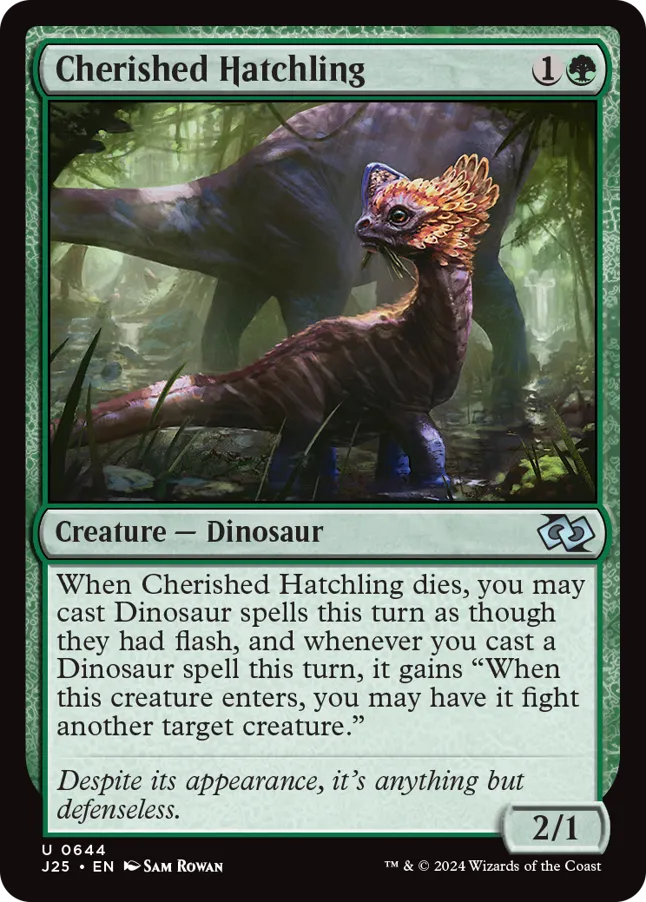 Cherished Hatchling 1
Creature — Dinosaur
When Cherished Hatchling dies, you may
cast Dinosaur spells this turn as though
they had flash, and whenever you cast a
Dinosaur spell this turn, it gains “When
this creature enters, you may have it fight
another target creature.”
Despite its appearance, it’s anything but
defenseless.
2/1
U 0644
J25 • EN Sam Rowan
™ & © 2024 Wizards of the Coast